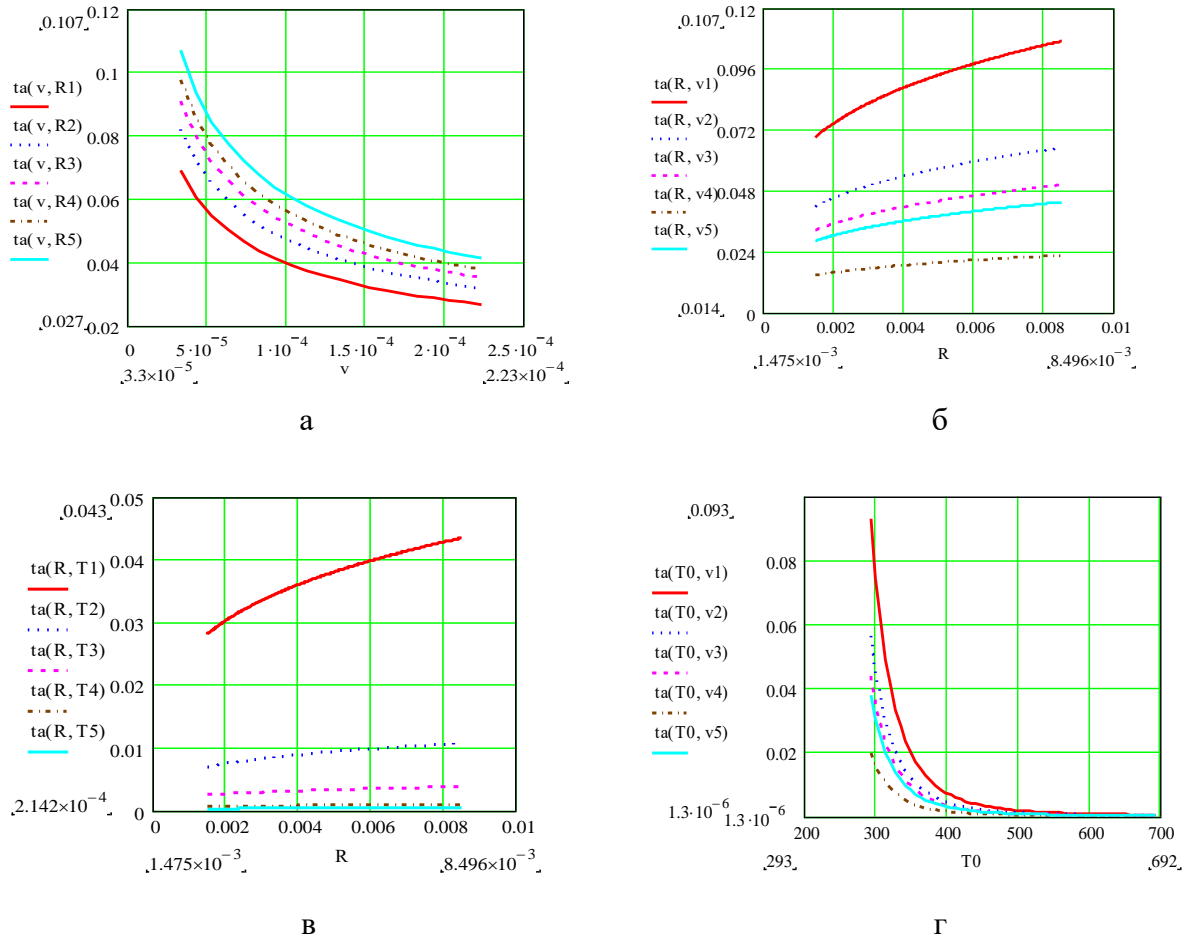 0.107
ta( v , R1)
ta( v , R2)
ta( v , R3)
ta( v , R4)
ta( v , R5)
0.027
0.12
0.1
0.08
0.06
0.04
0.02
0 5·10⁻⁵ 1·10⁻⁴ 1.5·10⁻⁴ 2·10⁻⁴ 2.5·10⁻⁴
3.3×10⁻⁵ v 2.23×10⁻⁴
а
0.107
ta(R , v1)
ta(R , v2)
ta(R , v3)
ta(R , v4)
ta(R , v5)
0.014
0.12
0.096
0.072
0.048
0.024
0
0 0.002 0.004 0.006 0.008 0.01
1.475×10⁻³ R 8.496×10⁻³
б
0.043
ta(R , T1)
ta(R , T2)
ta(R , T3)
ta(R , T4)
ta(R , T5)
2.142×10⁻⁴
0.05
0.04
0.03
0.02
0.01
0
0 0.002 0.004 0.006 0.008 0.01
1.475×10⁻³ R 8.496×10⁻³
в
0.093
ta(T0 , v1)
ta(T0 , v2)
ta(T0 , v3)
ta(T0 , v4)
ta(T0 , v5)
1.3·10⁻⁶
0.08
0.06
0.04
0.02
1.3·10⁻⁶
200 300 400 500 600 700
293 T0 692
г